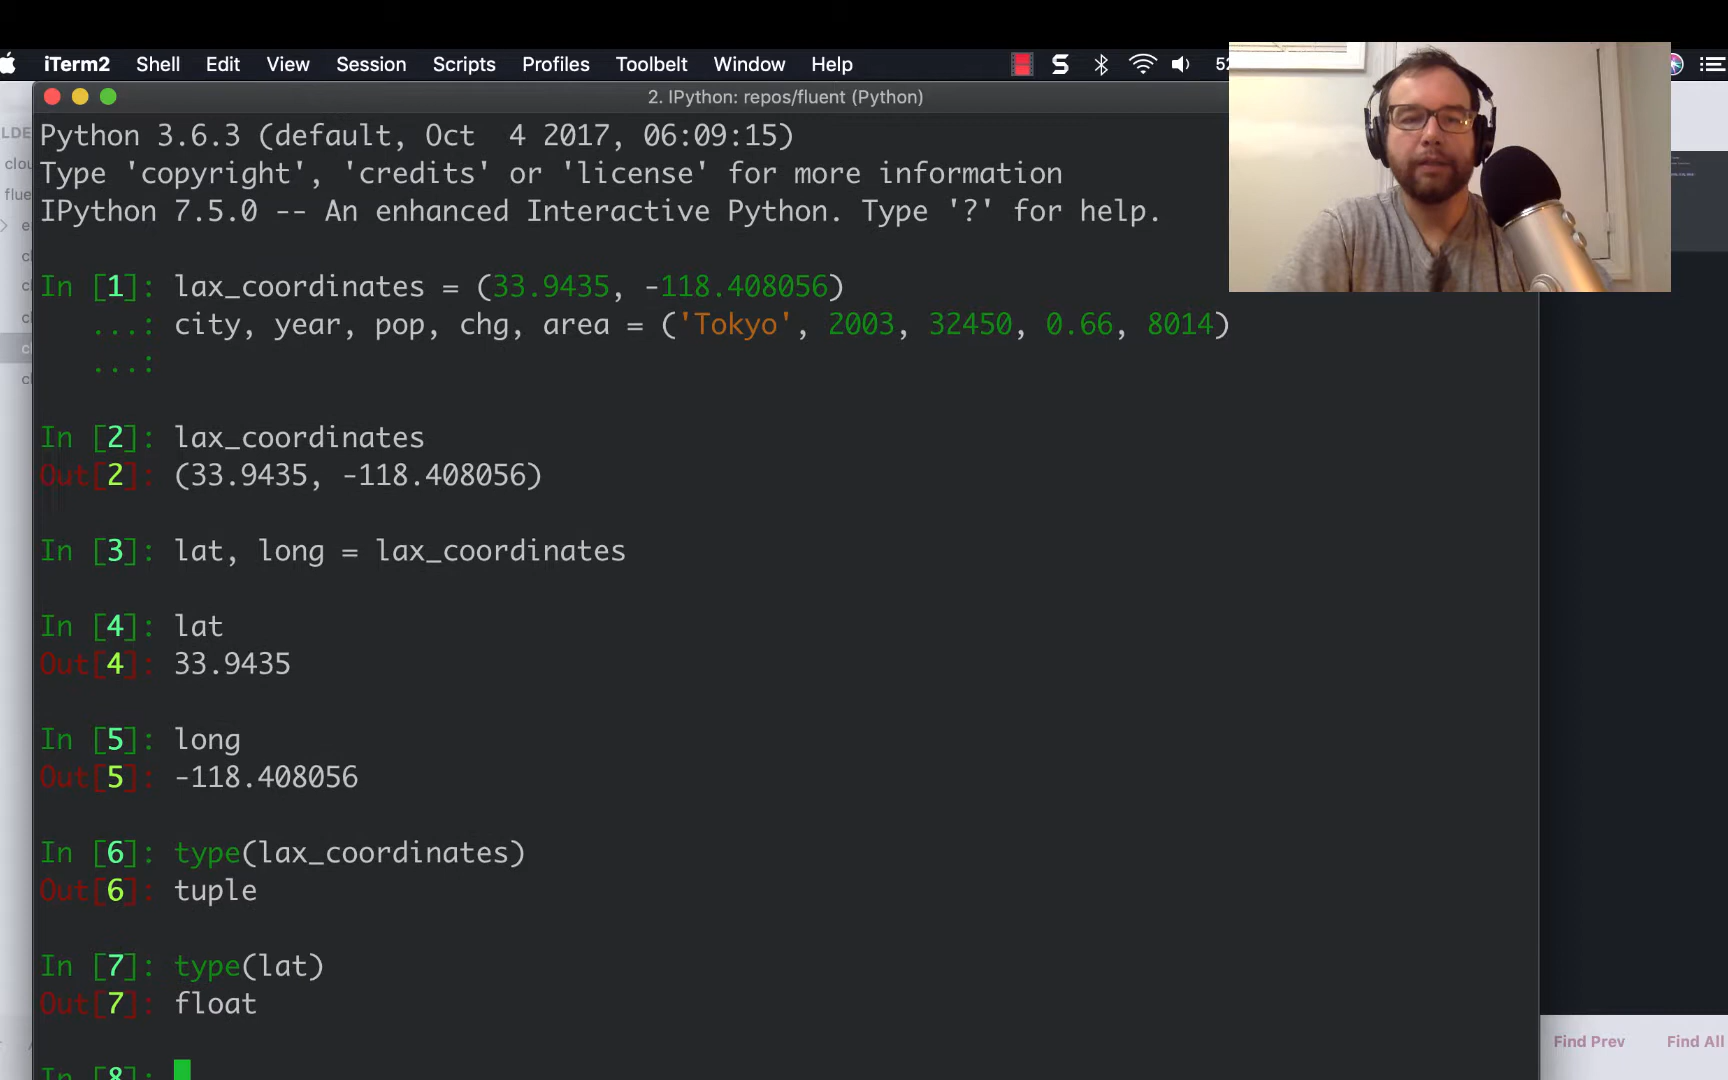 iTerm2 Shell Edit View Session Scripts Profiles Toolbelt Window Help
2. IPython: repos/fluent (Python)
Python 3.6.3 (default, Oct  4 2017, 06:09:15)
Type 'copyright', 'credits' or 'license' for more information
IPython 7.5.0 -- An enhanced Interactive Python. Type '?' for help.
In [1]: lax_coordinates = (33.9435, -118.408056)
...: city, year, pop, chg, area = ('Tokyo', 2003, 32450, 0.66, 8014)
...:
In [2]: lax_coordinates
Out[2]: (33.9435, -118.408056)
In [3]: lat, long = lax_coordinates
In [4]: lat
Out[4]: 33.9435
In [5]: long
Out[5]: -118.408056
In [6]: type(lax_coordinates)
Out[6]: tuple
In [7]: type(lat)
Out[7]: float
In [8]:
Find Prev Find All